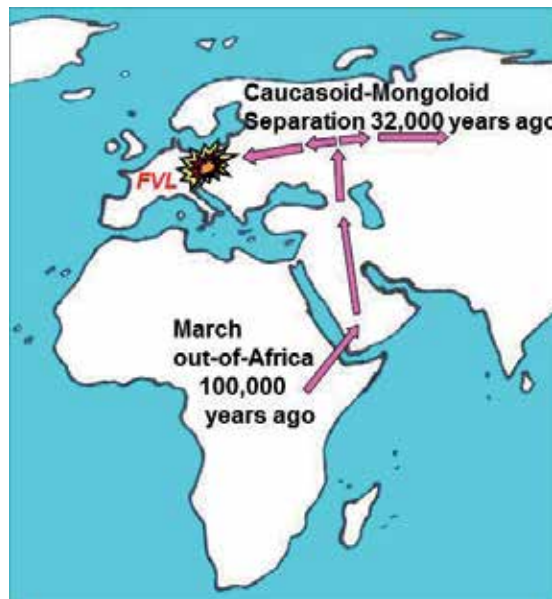 Caucasoid-Mongoloid
Separation 32,000 years ago
FVL
March
out-of-Africa
100,000
years ago